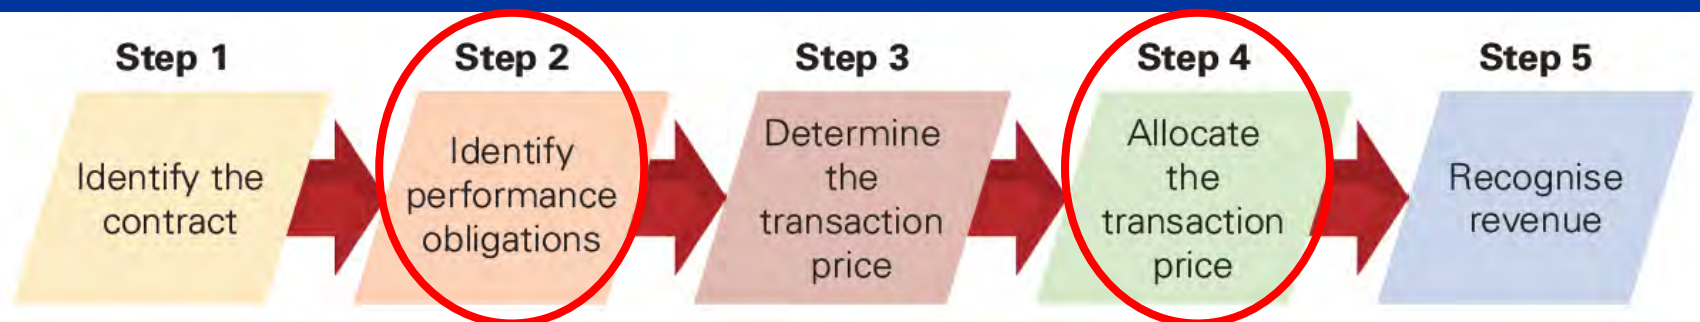 Step 1
Identify the
contract
Step 2
Identify
performance
obligations
Step 3
Determine
the
transaction
price
Step 4
Allocate
the
transaction
price
Step 5
Recognise
revenue